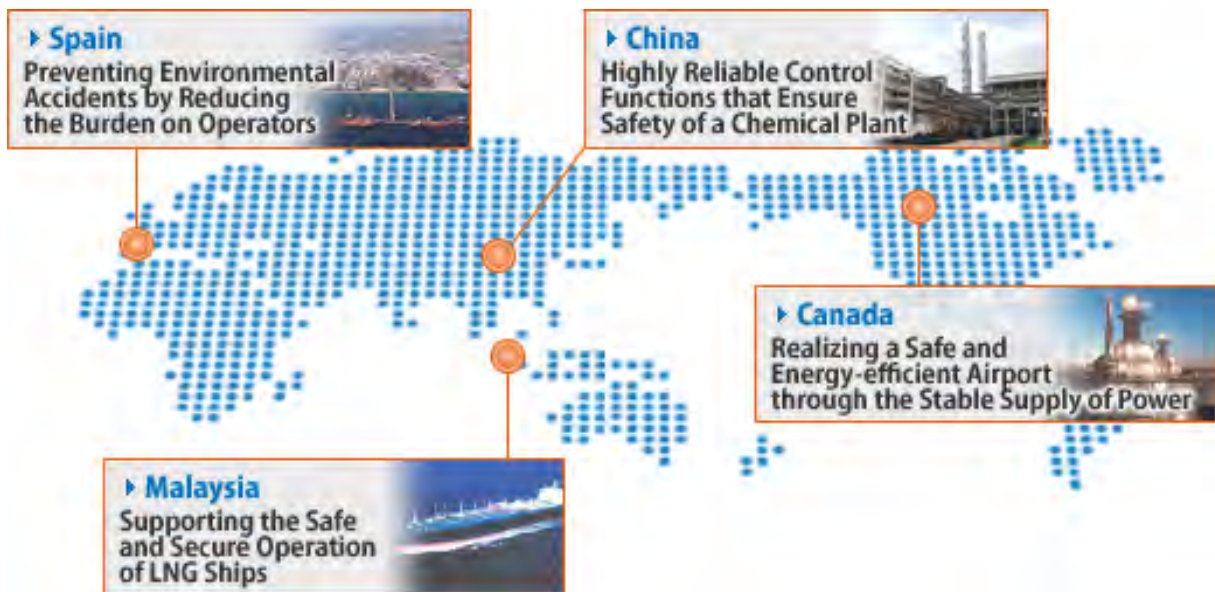 Spain
Preventing Environmental
Accidents by Reducing
the Burden on Operators
China
Highly Reliable Control
Functions that Ensure
Safety of a Chemical Plant
Canada
Realizing a Safe and
Energy-efficient Airport
through the Stable Supply of Power
Malaysia
Supporting the Safe
and Secure Operation
of LNG Ships